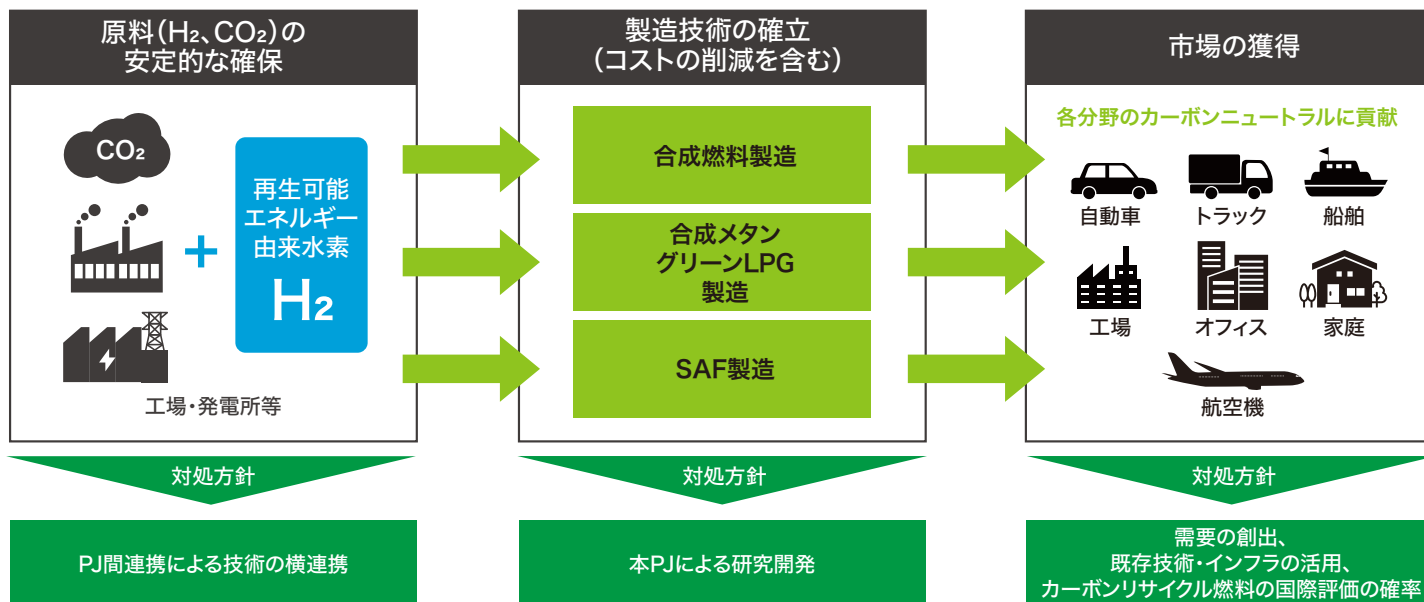 原料(H₂、CO₂)の
安定的な確保
CO₂
再生可能
エネルギー
由来水素
H₂
+
工場・発電所等
対処方針
PJ間連携による技術の横連携
製造技術の確立
(コストの削減を含む)
合成燃料製造
合成メタン
グリーンLPG
製造
SAF製造
対処方針
本PJによる研究開発
市場の獲得
各分野のカーボンニュートラルに貢献
自動車
トラック
船舶
工場
オフィス
家庭
航空機
対処方針
需要の創出、
既存技術・インフラの活用、
カーボンリサイクル燃料の国際評価の確率